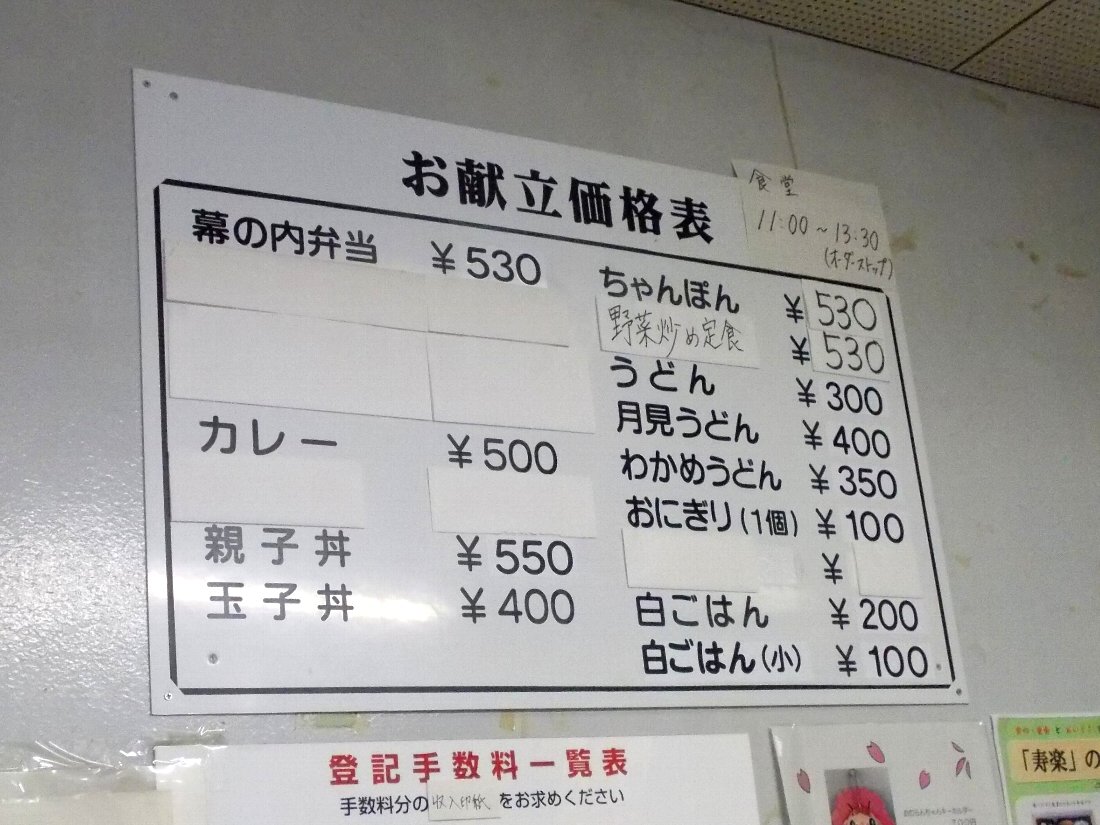 お献立価格表
食堂
11:00～13:30
(オーダーストップ)
幕の内弁当 ¥530
カレー ¥500
親子丼 ¥550
玉子丼 ¥400
ちゃんぽん ¥530
野菜炒め定食 ¥530
うどん ¥300
月見うどん ¥400
わかめうどん ¥350
おにぎり(1個) ¥100
¥
白ごはん ¥200
白ごはん(小) ¥100
登記手数料一覧表
手数料分の収入印紙をお求めください
「寿楽」の